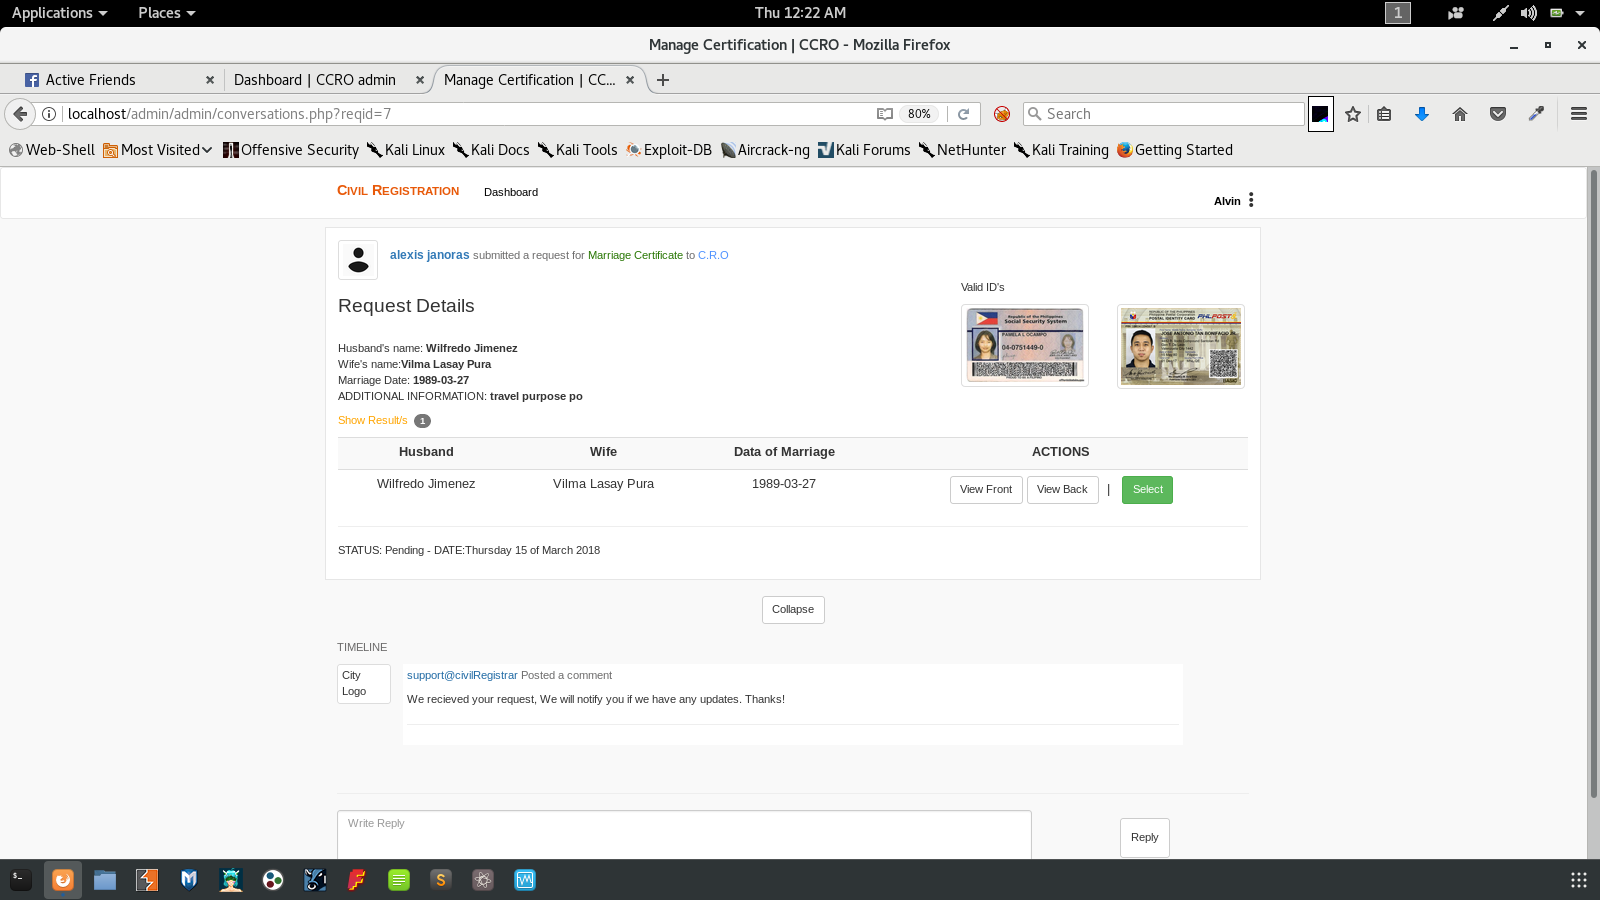 Applications Places Thu 12:22 AM 1
Manage Certification | CCRO - Mozilla Firefox
Active Friends Dashboard | CCRO admin Manage Certification | CC...
localhost/admin/admin/conversations.php?reqid=7 80% Search
Web-Shell Most Visited Offensive Security Kali Linux Kali Docs Kali Tools Exploit-DB Aircrack-ng Kali Forums NetHunter Kali Training Getting Started
Civil Registration Dashboard Alvin
alexis janoras submitted a request for Marriage Certificate to C.R.O
Valid ID's
Request Details
Republic of the Philippines
Social Security System
PAMELA L OCAMPO
04-0751449-0
REPUBLIC OF THE PHILIPPINES
PHLPOST
POSTAL IDENTITY CARD
JOSE ANTONIO TAN BONIFACIO JR.
BASIC
Husband's name: Wilfredo Jimenez
Wife's name:Vilma Lasay Pura
Marriage Date: 1989-03-27
ADDITIONAL INFORMATION: travel purpose po
Show Result/s 1
Husband Wife Data of Marriage ACTIONS
Wilfredo Jimenez Vilma Lasay Pura 1989-03-27 View Front View Back | Select
STATUS: Pending - DATE:Thursday 15 of March 2018
Collapse
TIMELINE
City
Logo
support@civilRegistrar Posted a comment
We recieved your request, We will notify you if we have any updates. Thanks!
Write Reply
Reply